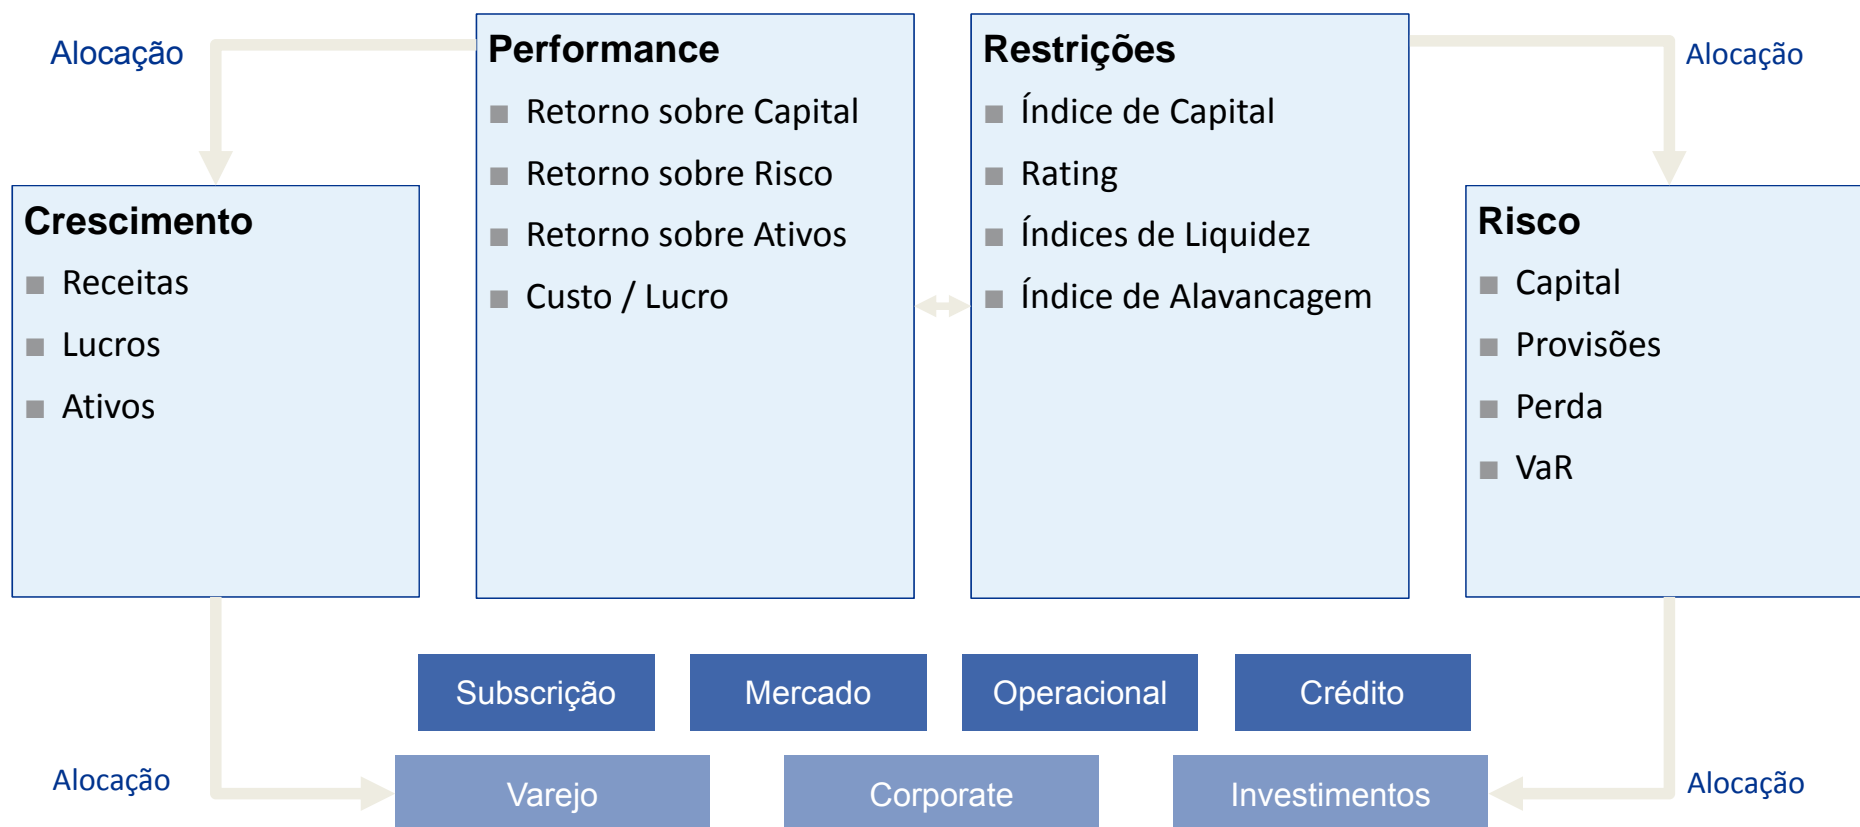 Alocação
Performance
Retorno sobre Capital
Retorno sobre Risco
Retorno sobre Ativos
Custo / Lucro
Restrições
Índice de Capital
Rating
Índices de Liquidez
Índice de Alavancagem
Alocação
Crescimento
Receitas
Lucros
Ativos
Risco
Capital
Provisões
Perda
VaR
Subscrição
Mercado
Operacional
Crédito
Alocação
Varejo
Corporate
Investimentos
Alocação